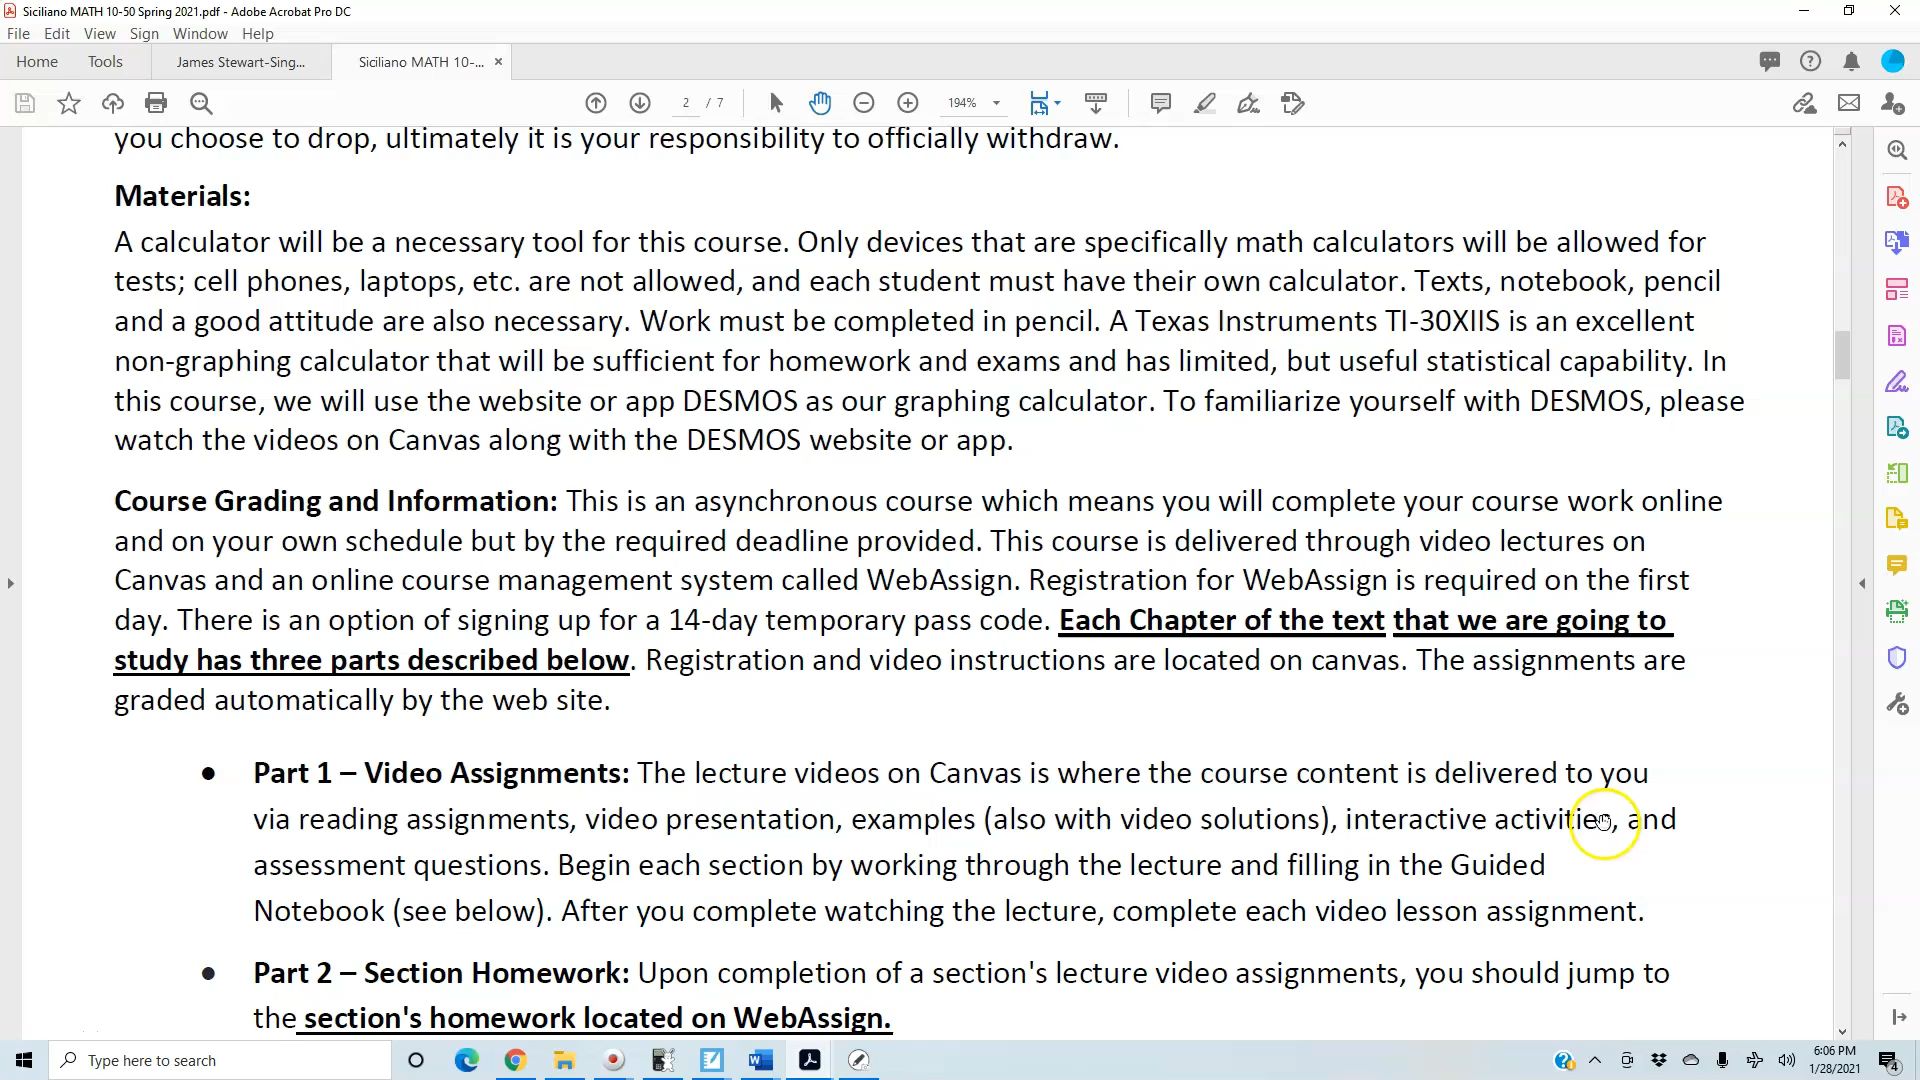 Siciliano MATH 10-50 Spring 2021.pdf - Adobe Acrobat Pro DC
File Edit View Sign Window Help
Home Tools James Stewart-Sing... Siciliano MATH 10-... ×
2 / 7 194%
you choose to drop, ultimately it is your responsibility to officially withdraw.
Materials:
A calculator will be a necessary tool for this course. Only devices that are specifically math calculators will be allowed for
tests; cell phones, laptops, etc. are not allowed, and each student must have their own calculator. Texts, notebook, pencil
and a good attitude are also necessary. Work must be completed in pencil. A Texas Instruments TI-30XIIS is an excellent
non-graphing calculator that will be sufficient for homework and exams and has limited, but useful statistical capability. In
this course, we will use the website or app DESMOS as our graphing calculator. To familiarize yourself with DESMOS, please
watch the videos on Canvas along with the DESMOS website or app.
Course Grading and Information: This is an asynchronous course which means you will complete your course work online
and on your own schedule but by the required deadline provided. This course is delivered through video lectures on
Canvas and an online course management system called WebAssign. Registration for WebAssign is required on the first
day. There is an option of signing up for a 14-day temporary pass code. Each Chapter of the text that we are going to
study has three parts described below. Registration and video instructions are located on canvas. The assignments are
graded automatically by the web site.
● Part 1 – Video Assignments: The lecture videos on Canvas is where the course content is delivered to you
via reading assignments, video presentation, examples (also with video solutions), interactive activities, and
assessment questions. Begin each section by working through the lecture and filling in the Guided
Notebook (see below). After you complete watching the lecture, complete each video lesson assignment.
● Part 2 – Section Homework: Upon completion of a section's lecture video assignments, you should jump to
the section's homework located on WebAssign.
Type here to search
6:06 PM
1/28/2021
4